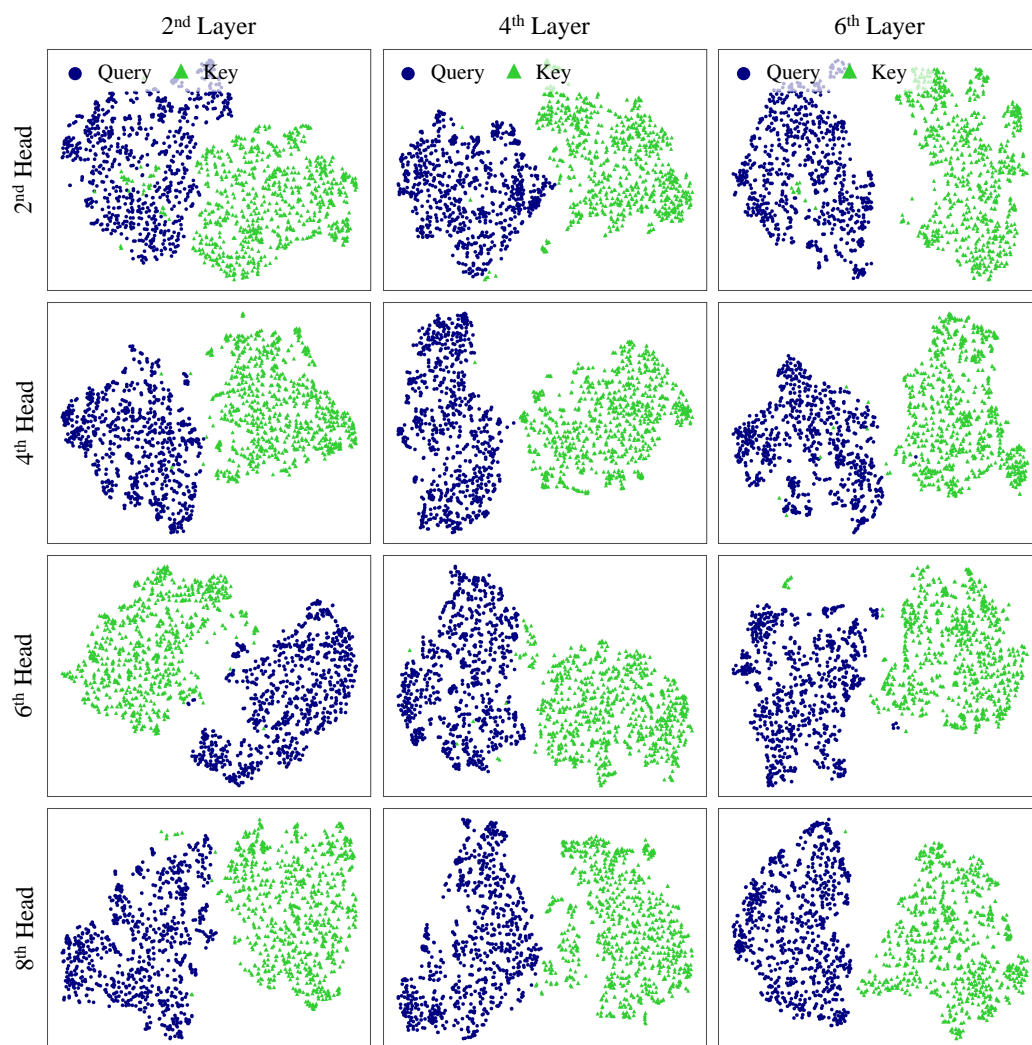 2nd Layer 4th Layer 6th Layer
2nd Head
Query Key Query Key Query Key
4th Head
6th Head
8th Head